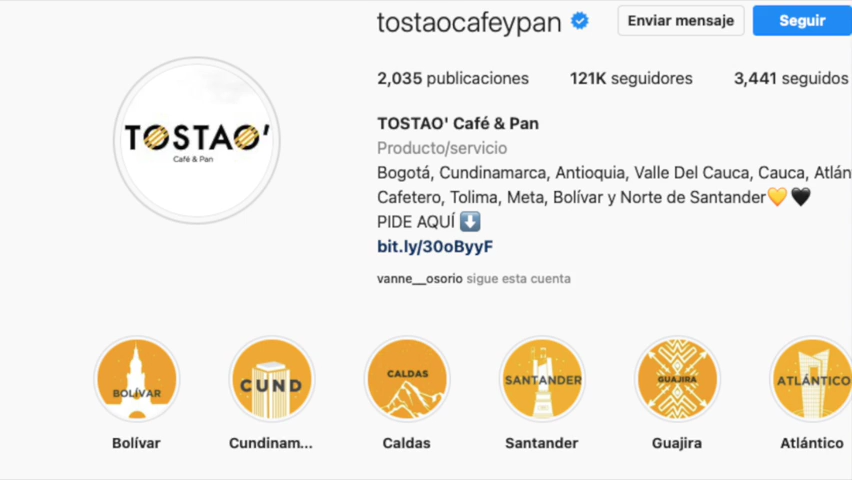 tostaocafeypan
Enviar mensaje
Seguir
2,035 publicaciones
121K seguidores
3,441 seguidos
TOSTAO'
Café & Pan
TOSTAO' Café & Pan
Producto/servicio
Bogotá, Cundinamarca, Antioquia, Valle Del Cauca, Cauca, Atlán
Cafetero, Tolima, Meta, Bolívar y Norte de Santander💛🖤
PIDE AQUÍ ⬇️
bit.ly/30oByyF
vanne__osorio sigue esta cuenta
BOLÍVAR
CUND
CALDAS
SANTANDER
GUAJIRA
ATLÁNTICO
Bolívar
Cundinam...
Caldas
Santander
Guajira
Atlántico